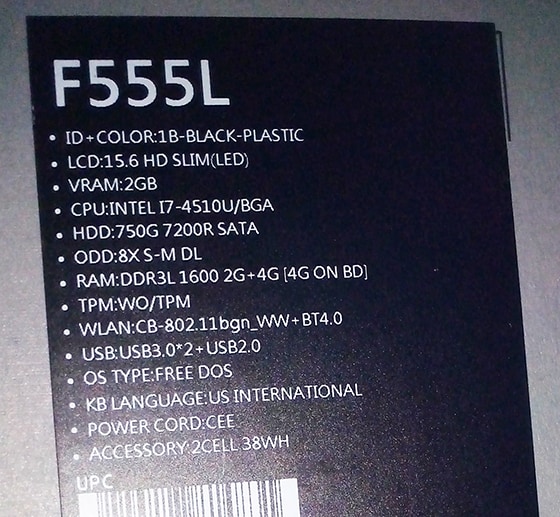 F555L
• ID+COLOR:1B-BLACK-PLASTIC
• LCD:15.6 HD SLIM(LED)
• VRAM:2GB
• CPU:INTEL I7-4510U/BGA
• HDD:750G 7200R SATA
• ODD:8X S-M DL
• RAM:DDR3L 1600 2G+4G [4G ON BD]
• TPM:WO/TPM
• WLAN:CB-802.11bgn_WW+BT4.0
• USB:USB3.0*2+USB2.0
• OS TYPE:FREE DOS
• KB LANGUAGE:US INTERNATIONAL
• POWER CORD:CEE
• ACCESSORY:2CELL 38WH
UPC